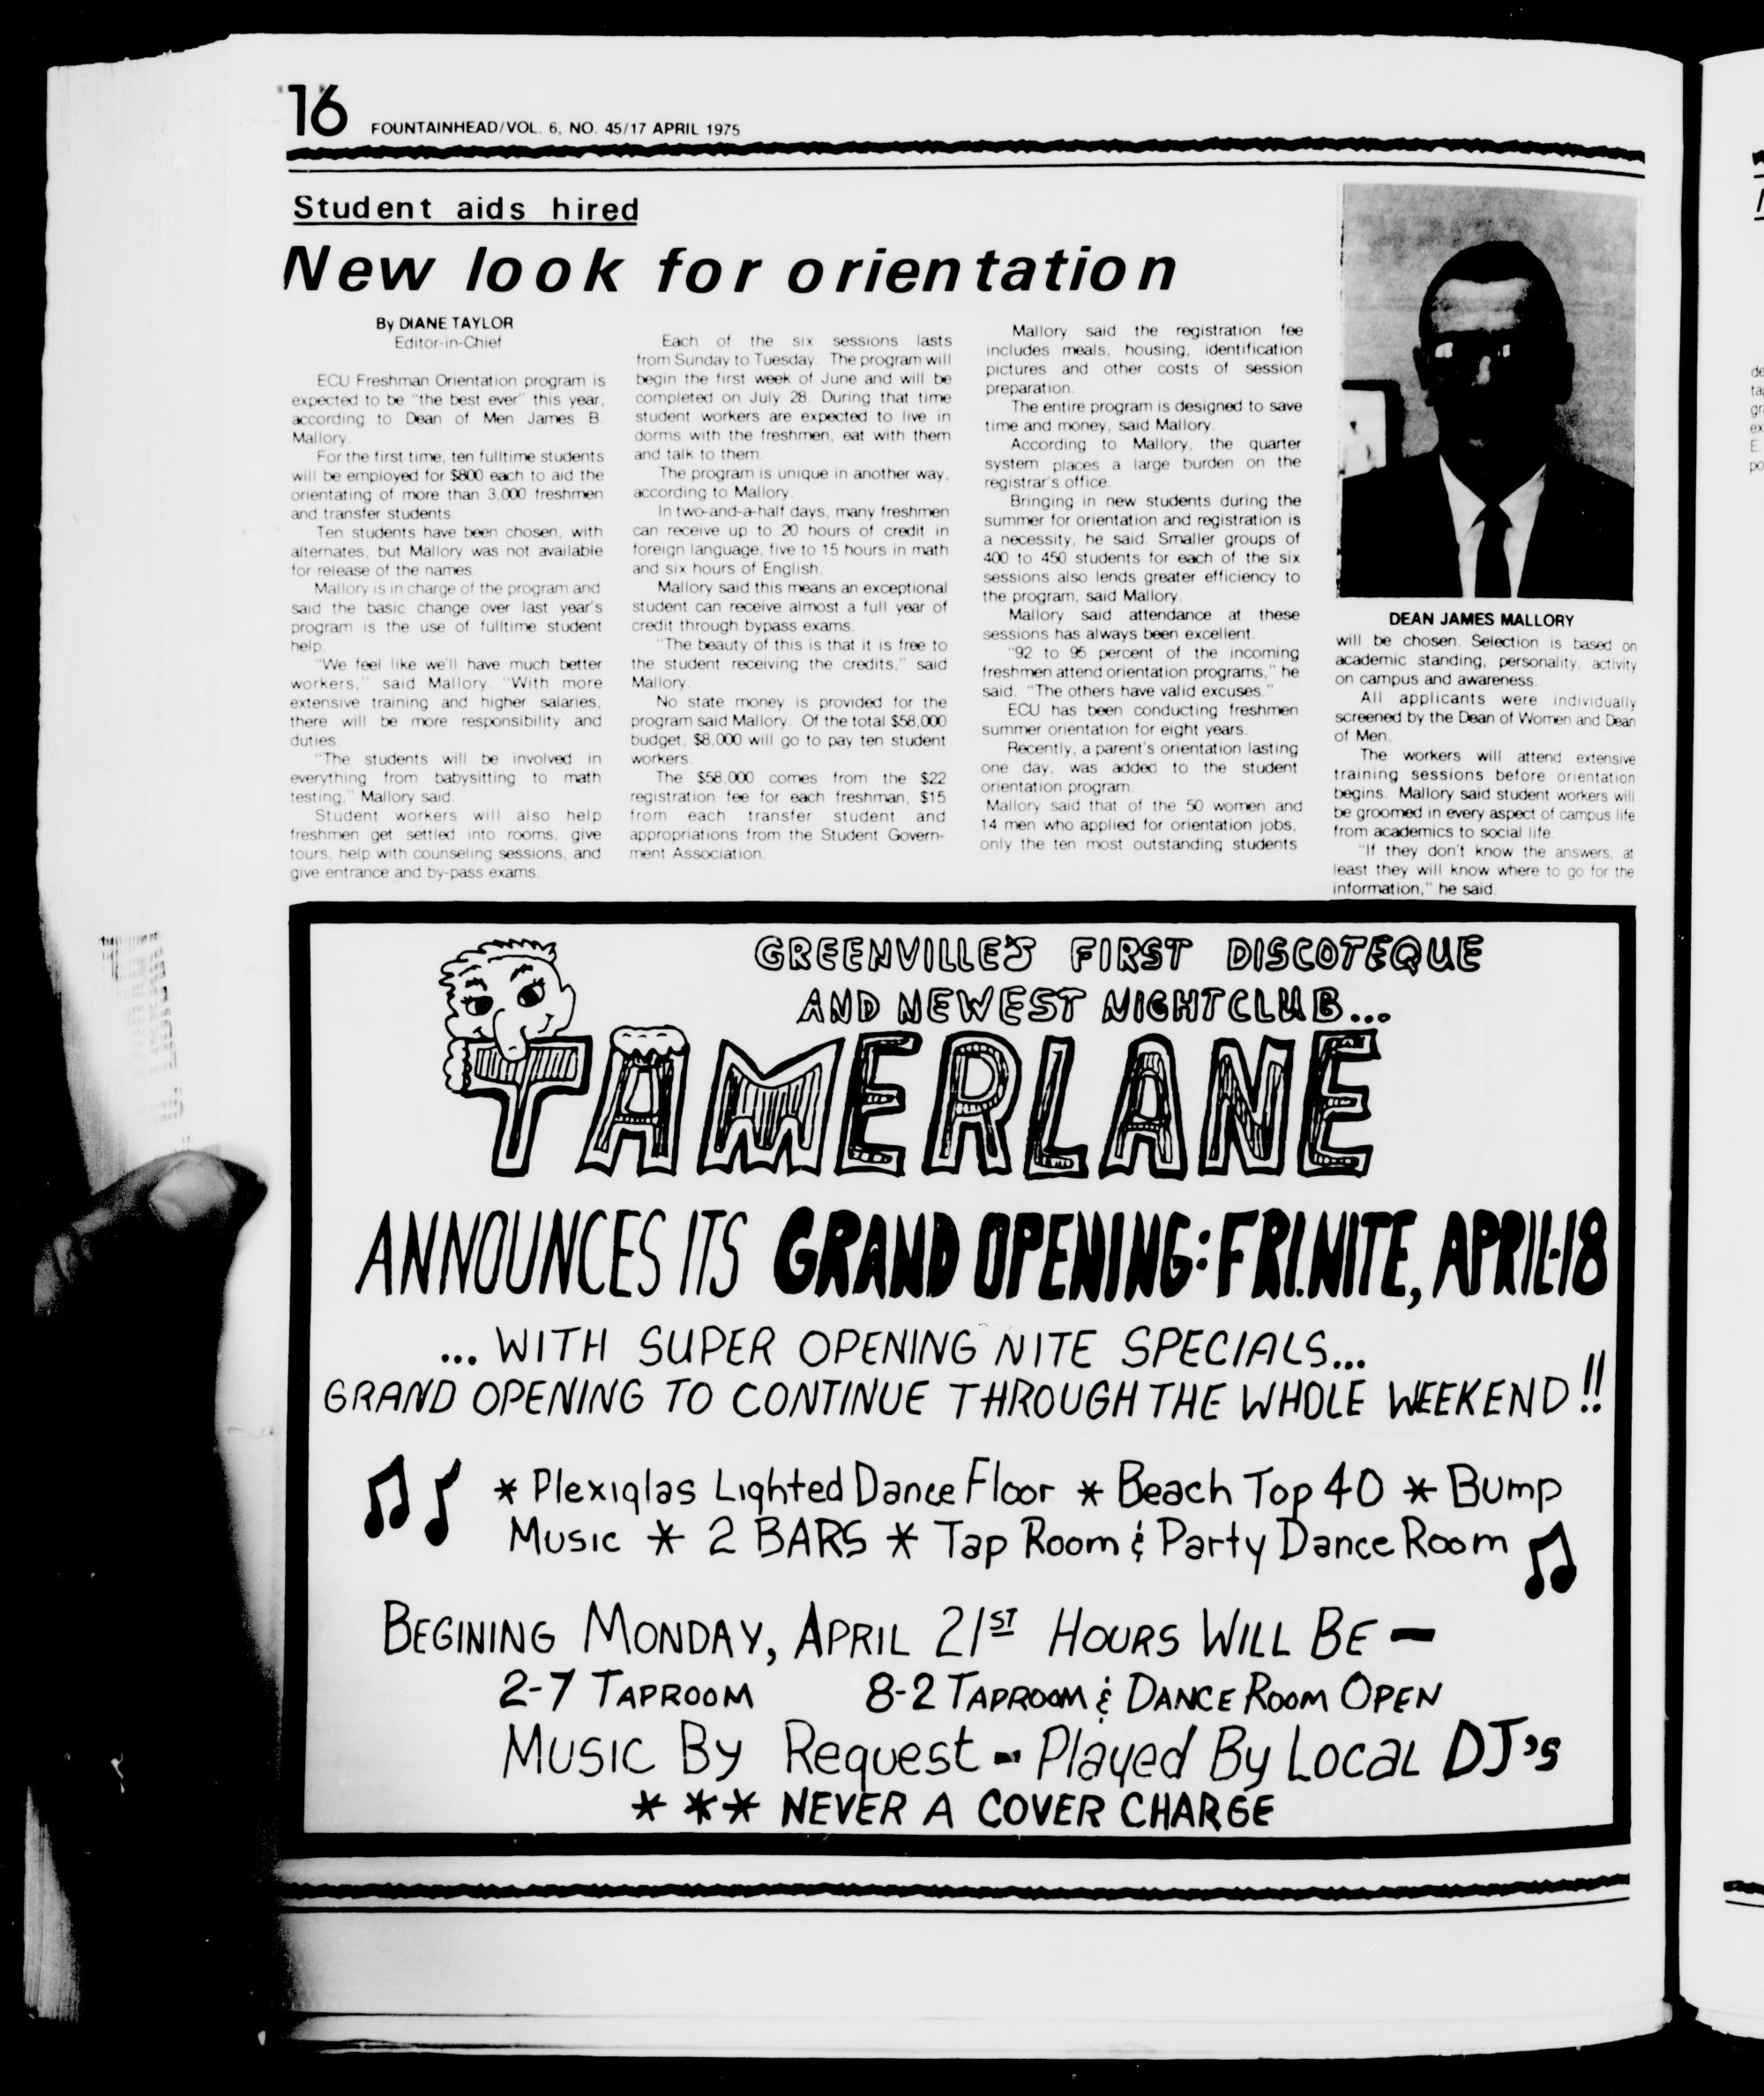 16
FOUNTAINHEAD/VOL. 6, NO. 45/17 APRIL 1975
Student aids hired
New look for orientation
By DIANE TAYLOR
Editor-in-Chief
ECU Freshman Orientation program is
expected to be "the best ever" this year,
according to Dean of Men James B.
Mallory.
For the first time, ten fulltime students
will be employed for $800 each to aid the
orientating of more than 3,000 freshmen
and transfer students.
Ten students have been chosen, with
alternates, but Mallory was not available
for release of the names.
Mallory is in charge of the program and
said the basic change over last year's
program is the use of fulltime student
help.
"We feel like we'll have much better
workers," said Mallory. "With more
extensive training and higher salaries,
there will be more responsibility and
duties.
"The students will be involved in
everything from babysitting to math
testing," Mallory said.
Student workers will also help
freshmen get settled into rooms, give
tours, help with counseling sessions, and
give entrance and by-pass exams.
Each of the six sessions lasts
from Sunday to Tuesday. The program will
begin the first week of June and will be
completed on July 28. During that time
student workers are expected to live in
dorms with the freshmen, eat with them
and talk to them.
The program is unique in another way,
according to Mallory.
In two-and-a-half days, many freshmen
can receive up to 20 hours of credit in
foreign language, five to 15 hours in math
and six hours of English.
Mallory said this means an exceptional
student can receive almost a full year of
credit through bypass exams.
"The beauty of this is that it is free to
the student receiving the credits," said
Mallory.
No state money is provided for the
program said Mallory. Of the total $58,000
budget, $8,000 will go to pay ten student
workers.
The $58,000 comes from the $22
registration fee for each freshman, $15
from each transfer student and
appropriations from the Student Govern-
ment Association.
Mallory said the registration fee
includes meals, housing, identification
pictures and other costs of session
preparation.
The entire program is designed to save
time and money, said Mallory.
According to Mallory, the quarter
system places a large burden on the
registrar's office.
Bringing in new students during the
summer for orientation and registration is
a necessity, he said. Smaller groups of
400 to 450 students for each of the six
sessions also lends greater efficiency to
the program, said Mallory.
Mallory said attendance at these
sessions has always been excellent.
"92 to 95 percent of the incoming
freshmen attend orientation programs," he
said. "The others have valid excuses."
ECU has been conducting freshmen
summer orientation for eight years.
Recently, a parent's orientation lasting
one day, was added to the student
orientation program.
Mallory said that of the 50 women and
14 men who applied for orientation jobs,
only the ten most outstanding students
DEAN JAMES MALLORY
will be chosen. Selection is based on
academic standing, personality, activity
on campus and awareness.
All applicants were individually
screened by the Dean of Women and Dean
of Men.
The workers will attend extensive
training sessions before orientation
begins. Mallory said student workers will
be groomed in every aspect of campus life
from academics to social life.
"If they don't know the answers, at
least they will know where to go for the
information," he said.
GREENVILLE'S FIRST DISCOTEQUE
AND NEWEST NIGHTCLUB...
TAMERLANE
ANNOUNCES ITS GRAND OPENING: FRI. NITE, APRIL-18
... WITH SUPER OPENING NITE SPECIALS...
GRAND OPENING TO CONTINUE THROUGH THE WHOLE WEEKEND!!
* Plexiglas Lighted Dance Floor * Beach Top 40 * Bump
Music * 2 BARS * Tap Room & Party Dance Room
BEGINING MONDAY, APRIL 21ST HOURS WILL BE —
2-7 TAPROOM 8-2 TAPROOM & DANCE ROOM OPEN
MUSIC By Request - Played By Local DJ's
* * * NEVER A COVER CHARGE